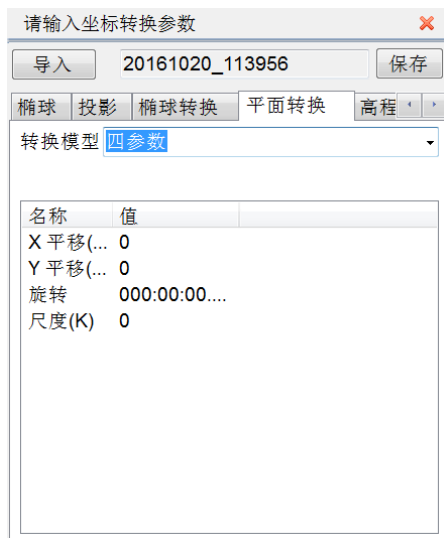 请输入坐标转换参数
导入 20161020_113956 保存
椭球 投影 椭球转换 平面转换 高程
转换模型 四参数
名称 值
X 平移(... 0
Y 平移(... 0
旋转 000:00:00....
尺度(K) 0